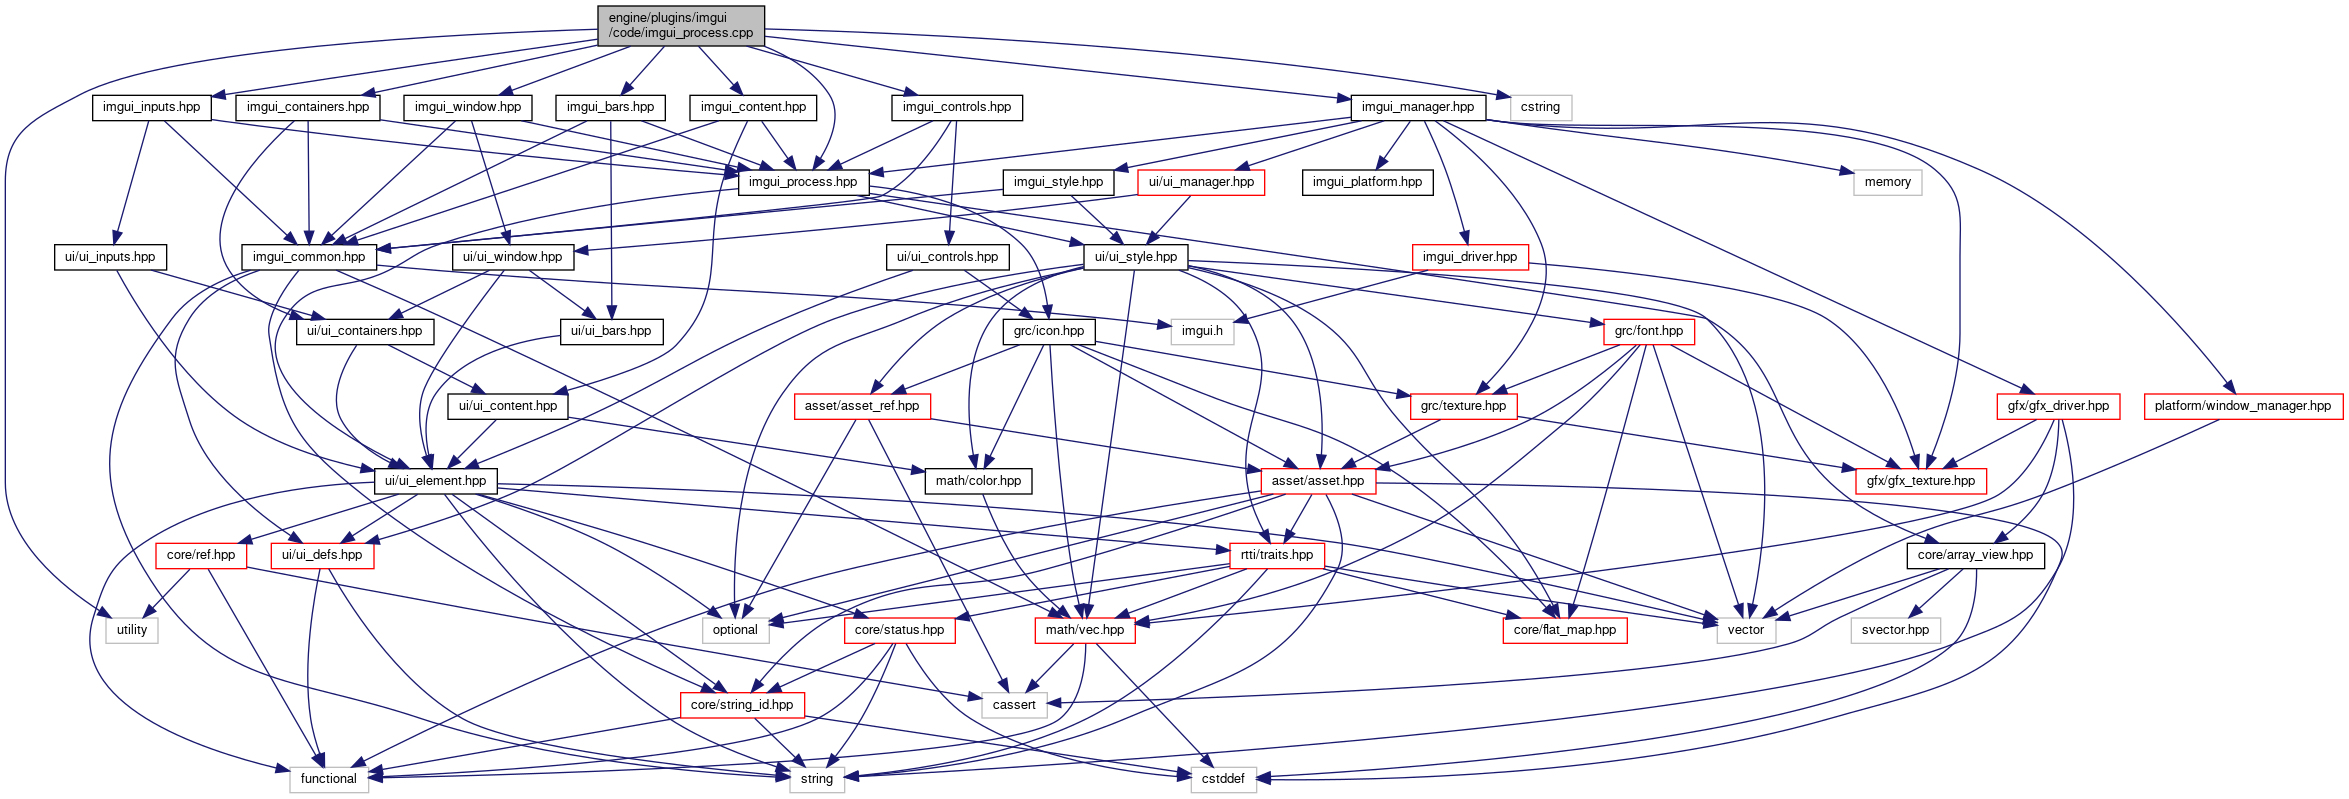 engine/plugins/imgui
/code/imgui_process.cpp
imgui_inputs.hpp
imgui_containers.hpp
imgui_window.hpp
imgui_bars.hpp
imgui_content.hpp
imgui_controls.hpp
imgui_manager.hpp
cstring
imgui_process.hpp
imgui_style.hpp
ui/ui_manager.hpp
imgui_platform.hpp
memory
ui/ui_inputs.hpp
imgui_common.hpp
ui/ui_window.hpp
ui/ui_controls.hpp
ui/ui_style.hpp
imgui_driver.hpp
ui/ui_containers.hpp
ui/ui_bars.hpp
grc/icon.hpp
imgui.h
grc/font.hpp
ui/ui_content.hpp
asset/asset_ref.hpp
grc/texture.hpp
gfx/gfx_driver.hpp
platform/window_manager.hpp
ui/ui_element.hpp
math/color.hpp
asset/asset.hpp
gfx/gfx_texture.hpp
core/ref.hpp
ui/ui_defs.hpp
rtti/traits.hpp
core/array_view.hpp
utility
optional
core/status.hpp
math/vec.hpp
core/flat_map.hpp
vector
svector.hpp
core/string_id.hpp
cassert
functional
string
cstddef